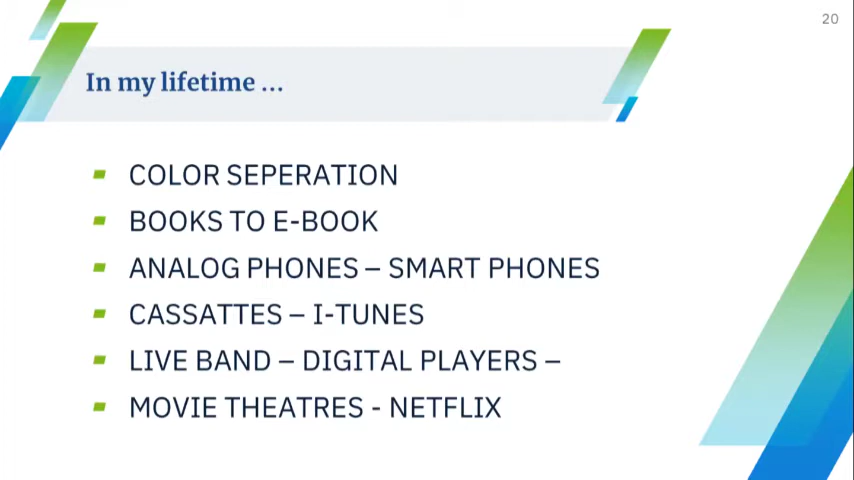 20
In my lifetime ...
COLOR SEPERATION
BOOKS TO E-BOOK
ANALOG PHONES – SMART PHONES
CASSATTES – I-TUNES
LIVE BAND – DIGITAL PLAYERS –
MOVIE THEATRES - NETFLIX